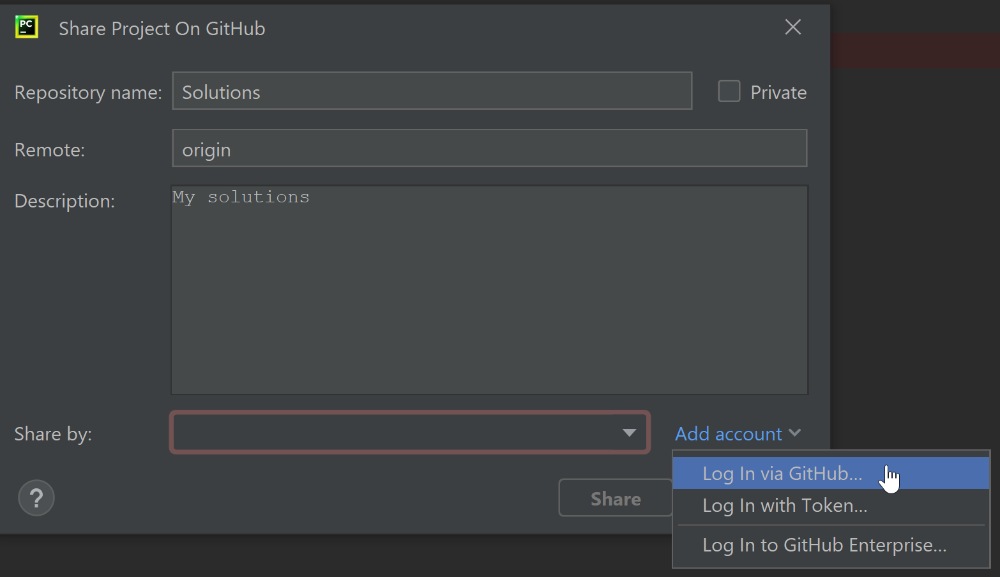 PC
Share Project On GitHub
Repository name: Solutions Private
Remote: origin
Description: My solutions
Share by: Add account
Log In via GitHub...
? Share
Log In with Token...
Log In to GitHub Enterprise...